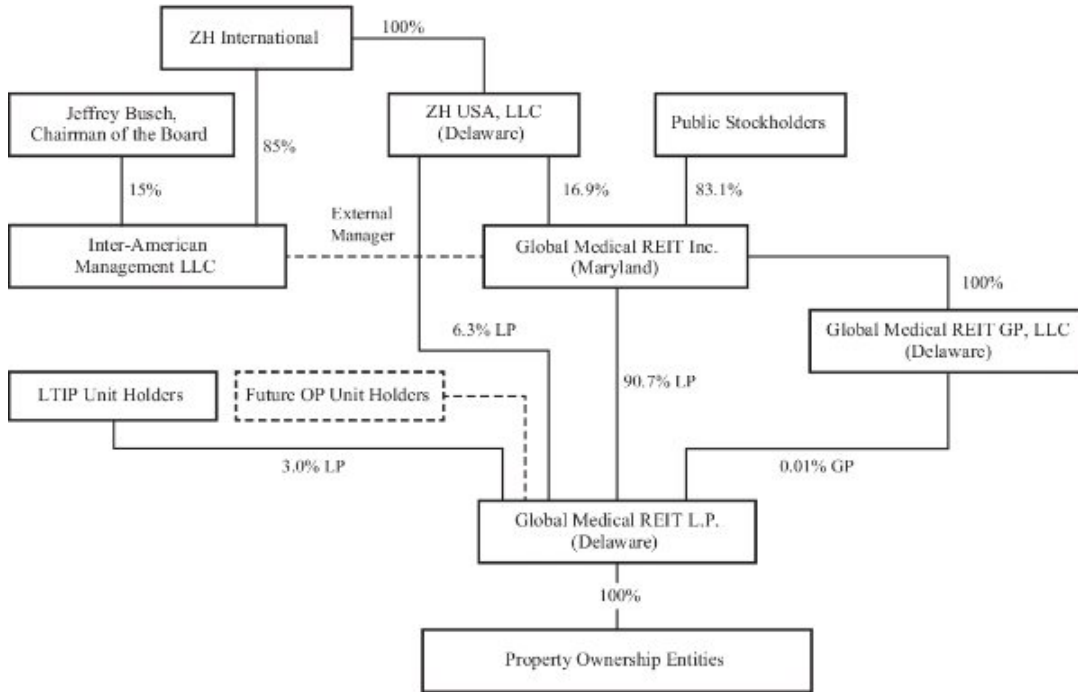 ZH International
100%
Jeffrey Busch,
Chairman of the Board
ZH USA, LLC
(Delaware)
Public Stockholders
85%
15%
16.9%
83.1%
External
Manager
Inter-American
Management LLC
Global Medical REIT Inc.
(Maryland)
100%
Global Medical REIT GP, LLC
(Delaware)
6.3% LP
90.7% LP
LTIP Unit Holders
Future OP Unit Holders
3.0% LP
0.01% GP
Global Medical REIT L.P.
(Delaware)
100%
Property Ownership Entities